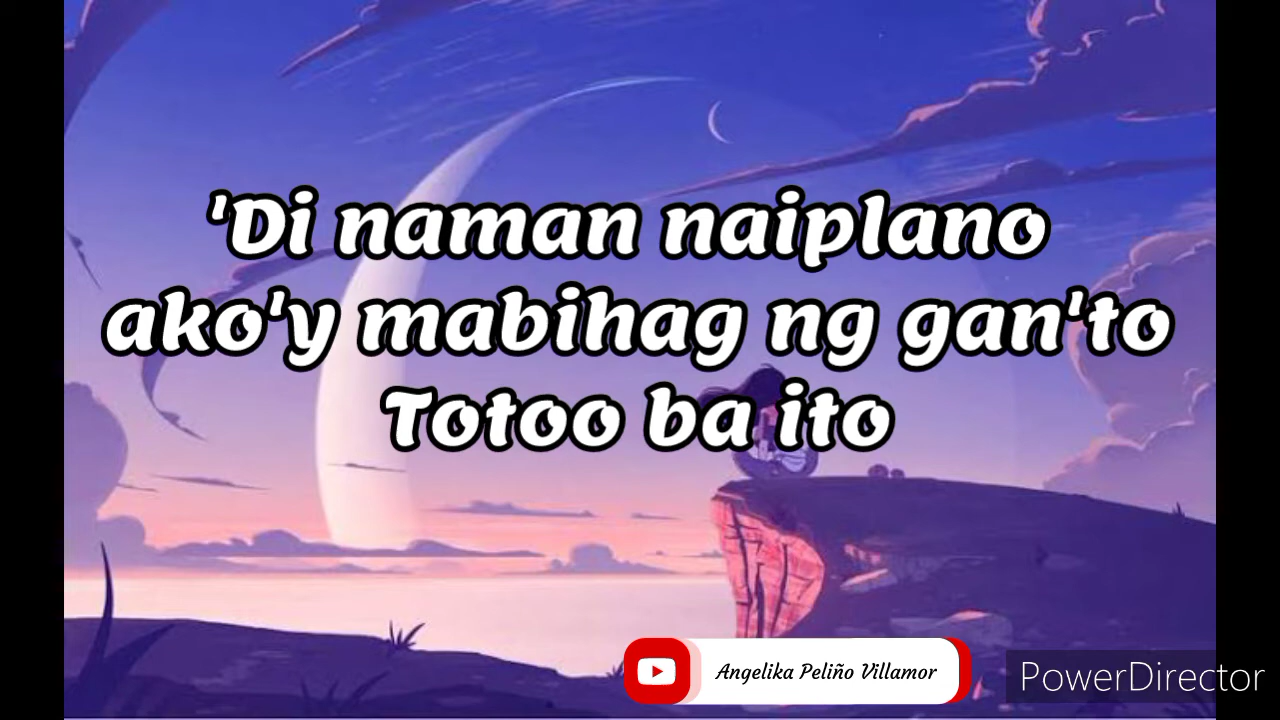 'Di naman naiplano
ako'y mabihag ng gan'to
Totoo ba ito
Angelika Peliño Villamor
PowerDirector